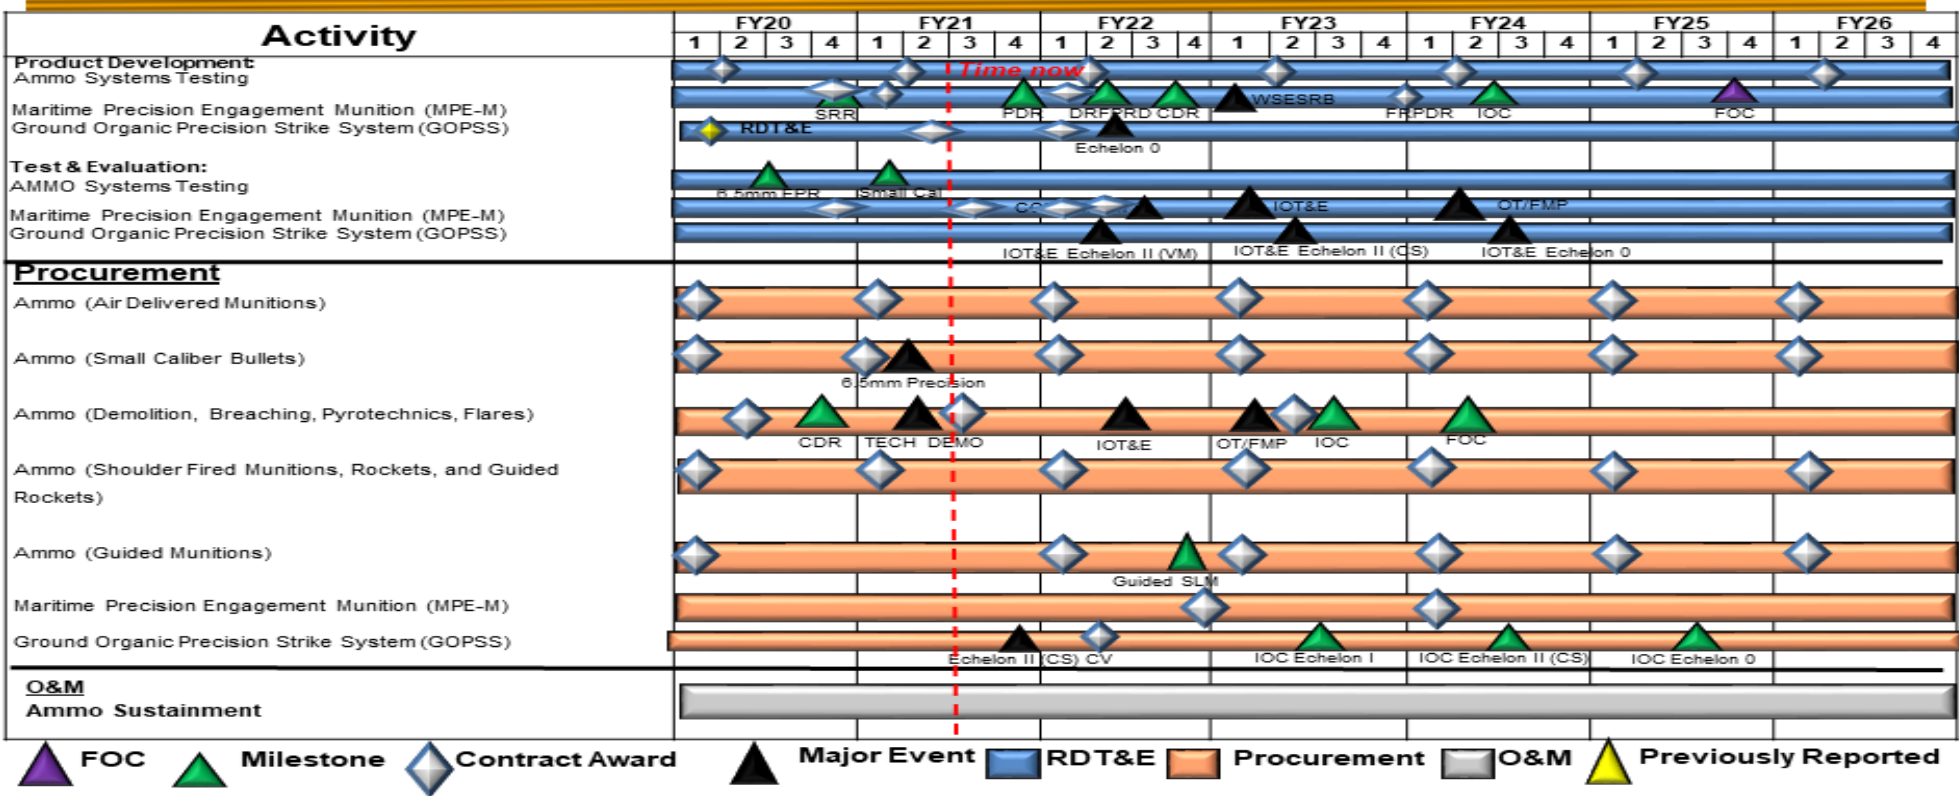 Activity FY20 FY21 FY22 FY23 FY24 FY25 FY26
1 2 3 4 1 2 3 4 1 2 3 4 1 2 3 4 1 2 3 4 1 2 3 4 1 2 3 4
Product Development:
Ammo Systems Testing
Time now
Maritime Precision Engagement Munition (MPE-M)
WSESRB
SRR PDR DRFPRD CDR FRPDR IOC FOC
Ground Organic Precision Strike System (GOPSS)
RDT&E
Echelon 0
Test & Evaluation:
AMMO Systems Testing
6.5mm EPR Small Cal
Maritime Precision Engagement Munition (MPE-M)
IOT&E OT/FMP
Ground Organic Precision Strike System (GOPSS)
IOT&E Echelon II (VM) IOT&E Echelon II (CS) IOT&E Echelon 0
Procurement
Ammo (Air Delivered Munitions)
Ammo (Small Caliber Bullets)
6.5mm Precision
Ammo (Demolition, Breaching, Pyrotechnics, Flares)
CDR TECH DEMO IOT&E OT/FMP IOC FOC
Ammo (Shoulder Fired Munitions, Rockets, and Guided
Rockets)
Ammo (Guided Munitions)
Guided SLM
Maritime Precision Engagement Munition (MPE-M)
Ground Organic Precision Strike System (GOPSS)
Echelon II (CS) CV IOC Echelon I IOC Echelon II (CS) IOC Echelon 0
O&M
Ammo Sustainment
FOC Milestone Contract Award Major Event RDT&E Procurement O&M Previously Reported